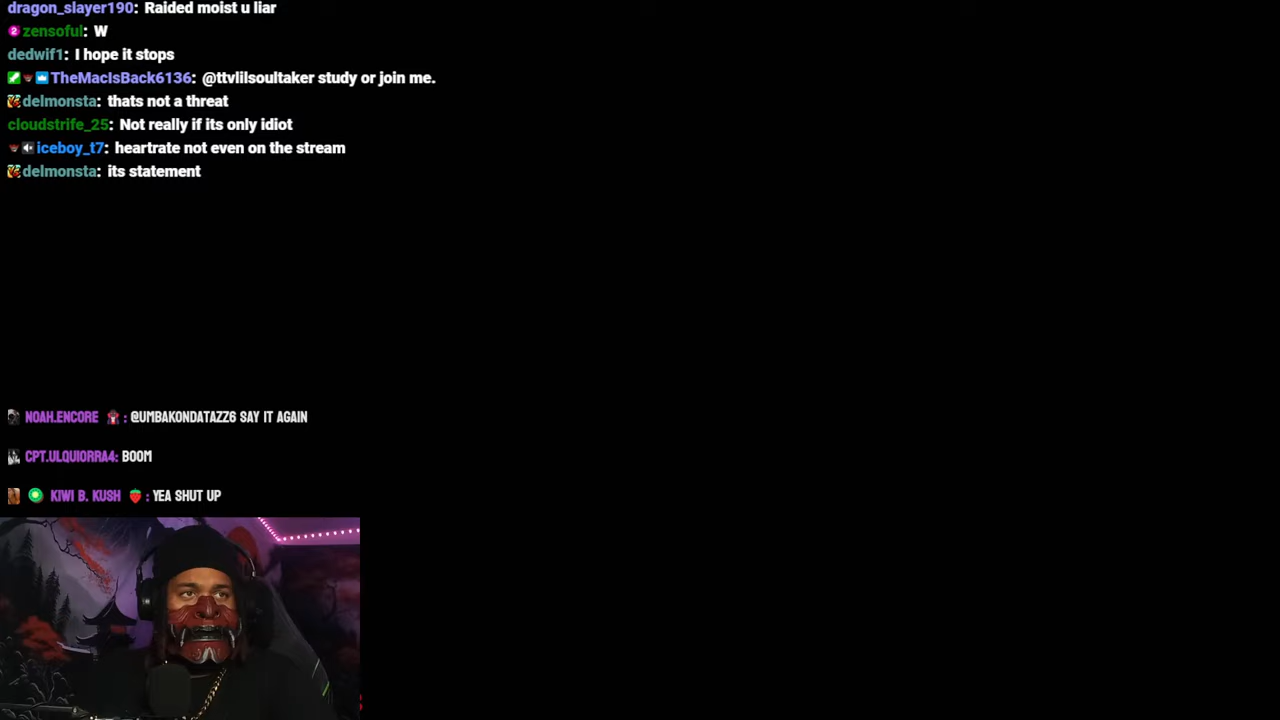 dragon_slayer190: Raided moist u liar
2 zensoful: W
dedwif1: I hope it stops
TheMacIsBack6136: @ttvlilsoultaker study or join me.
delmonsta: thats not a threat
cloudstrife_25: Not really if its only idiot
iceboy_t7: heartrate not even on the stream
delmonsta: its statement
NOAH.ENCORE : @UMBAKONDATAZZ6 SAY IT AGAIN
CPT.ULQUIORRA4: BOOM
KIWI B. KUSH : YEA SHUT UP